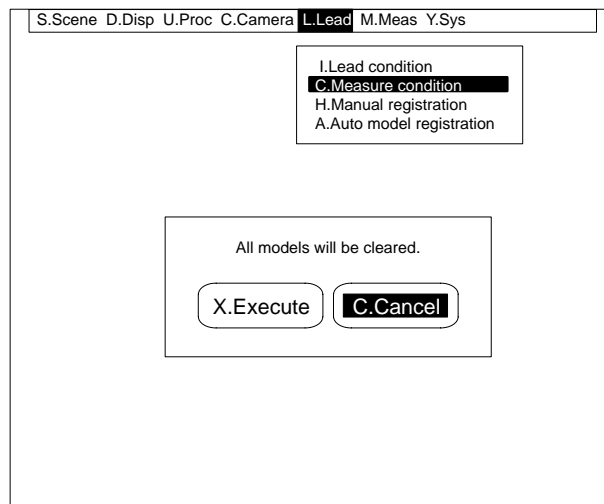 S.Scene D.Disp U.Proc C.Camera L.Lead M.Meas Y.Sys
I.Lead condition
C.Measure condition
H.Manual registration
A.Auto model registration
All models will be cleared.
X.Execute C.Cancel